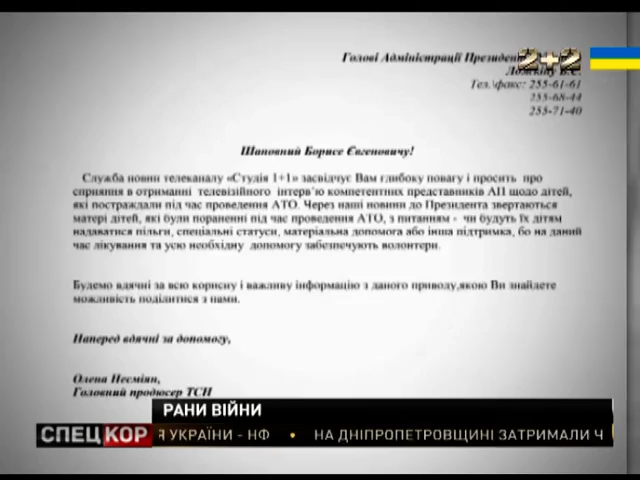 Голові Адміністрації Президента
2+2
Ложкіну Б.Є.
Тел.\факс: 255-61-61
255-68-44
255-71-40
Шановний Борисе Євгеновичу!
Служба новин телеканалу «Студія 1+1» засвідчує Вам глибоку повагу і просить про
сприяння в отриманні телевізійного інтерв’ю компетентних представників АП щодо дітей,
які постраждали під час проведення АТО. Через наші новини до Президента звертаються
матері дітей, які були пораненні під час проведення АТО, з питанням - чи будуть їх дітям
надаватися пільги, спеціальні статуси, матеріальна допомога або інша підтримка, бо на даний
час лікування та усю необхідну допомогу забезпечують волонтери.
Будемо вдячні за всю корисну і важливу інформацію з даного приводу,якою Ви знайдете
можливість поділитися з нами.
Наперед вдячні за допомогу,
Олена Несміян,
Головний продюсер ТСН
РАНИ ВІЙНИ
СПЕЦКОР Я УКРАЇНИ - НФ • НА ДНІПРОПЕТРОВЩИНІ ЗАТРИМАЛИ Ч